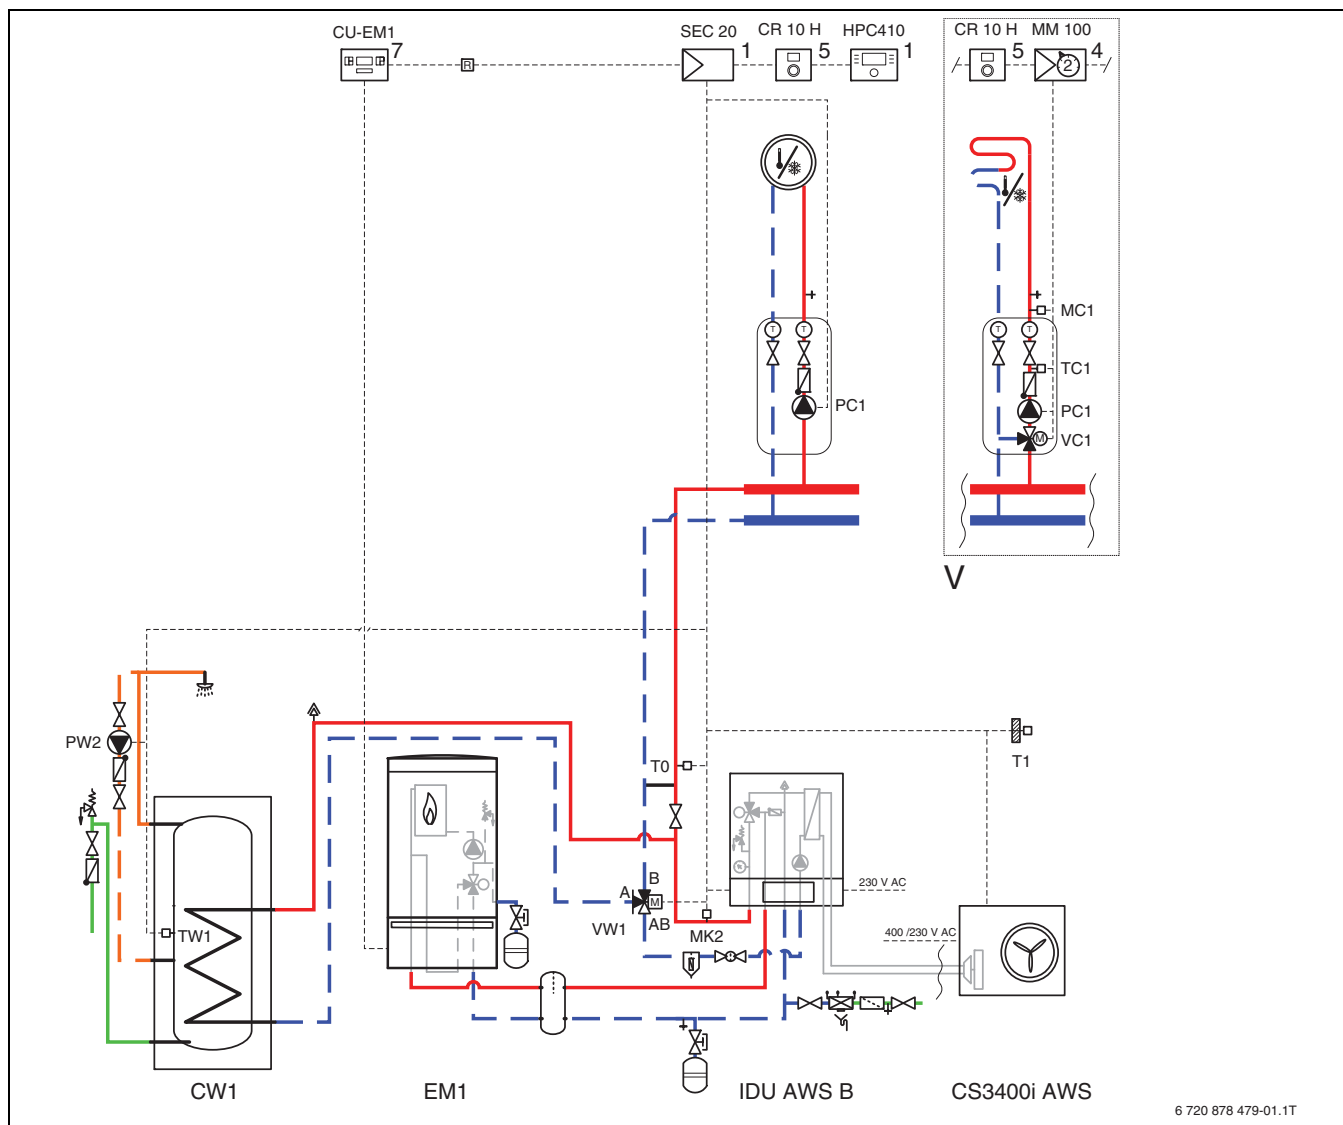 CU-EM1 SEC 20 CR 10 H HPC410 CR 10 H MM 100
7 R 1 5 1 5 2 4
T T T T
MC1
TC1
PC1 PC1
M VC1
V
PW2 T0 T1
B
A M 230 V AC
VW1 AB MK2
TW1 400 /230 V AC
CW1 EM1 IDU AWS B CS3400i AWS
6 720 878 479-01.1T